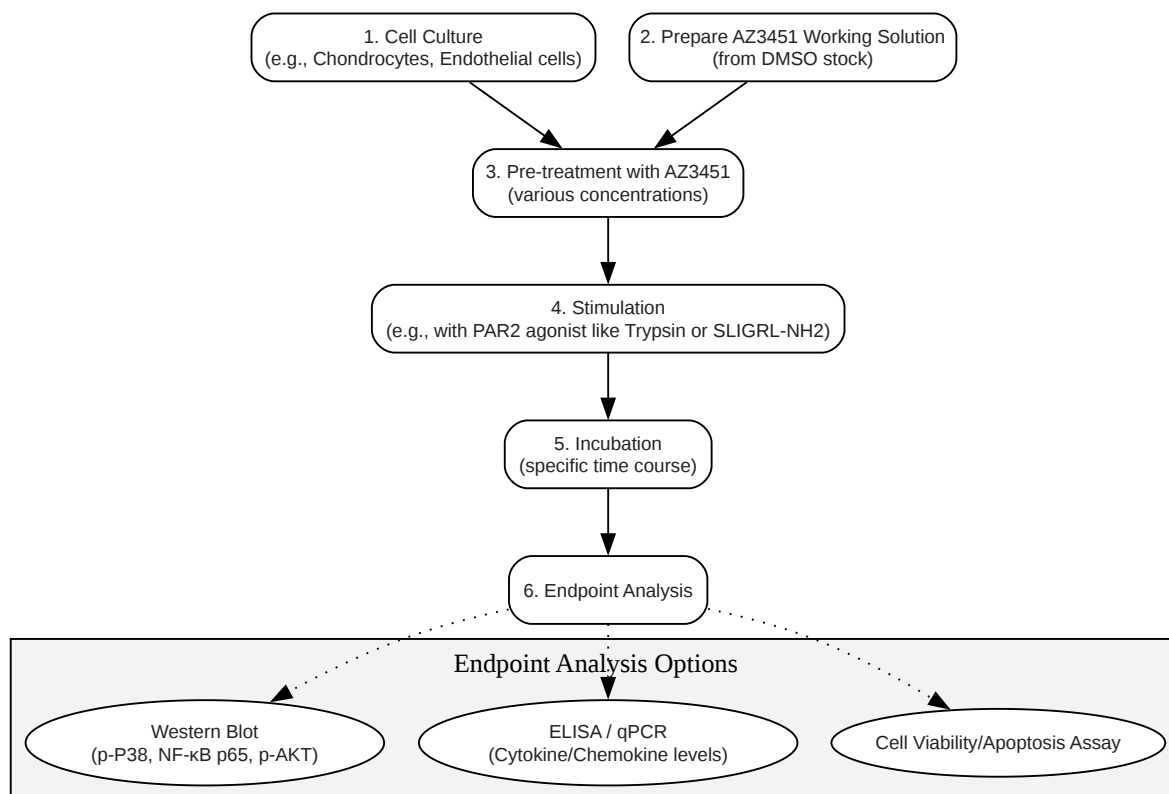 1. Cell Culture
(e.g., Chondrocytes, Endothelial cells)
2. Prepare AZ3451 Working Solution
(from DMSO stock)
3. Pre-treatment with AZ3451
(various concentrations)
4. Stimulation
(e.g., with PAR2 agonist like Trypsin or SLIGRL-NH2)
5. Incubation
(specific time course)
6. Endpoint Analysis
Endpoint Analysis Options
Western Blot
(p-P38, NF-κB p65, p-AKT)
ELISA / qPCR
(Cytokine/Chemokine levels)
Cell Viability/Apoptosis Assay